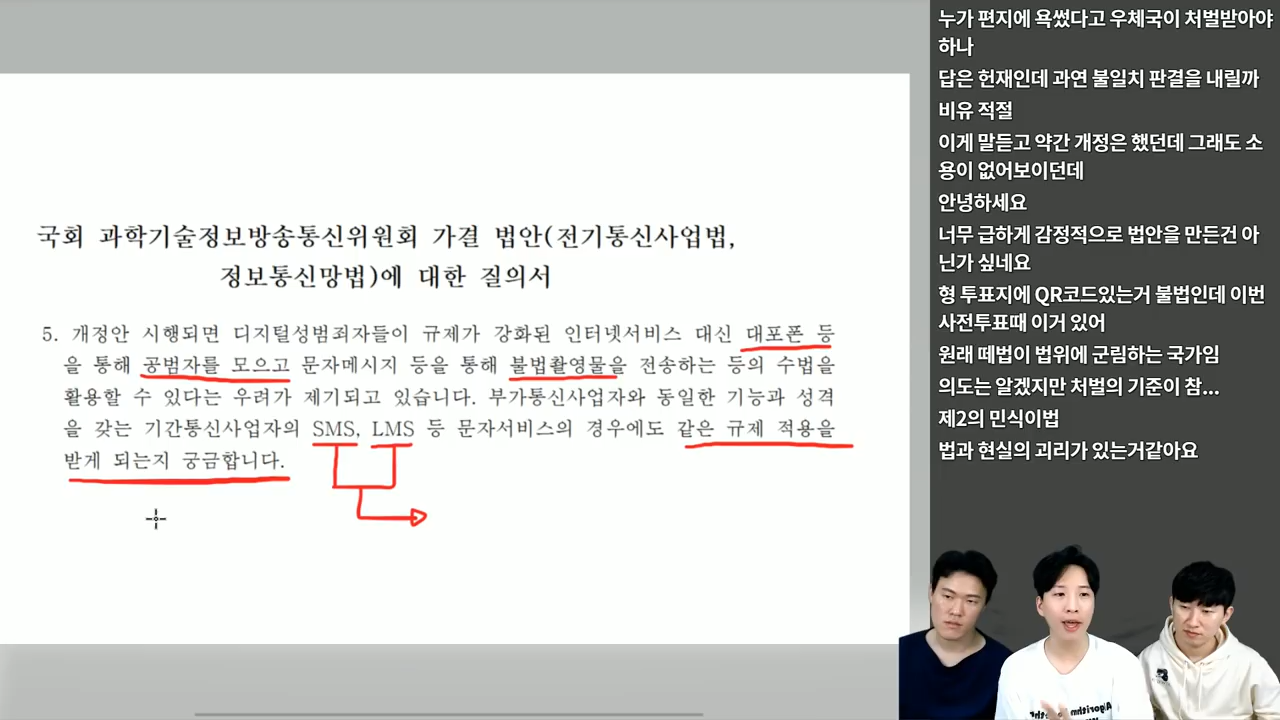 국회 과학기술정보방송통신위원회 가결 법안(전기통신사업법,
정보통신망법)에 대한 질의서
5. 개정안 시행되면 디지털성범죄자들이 규제가 강화된 인터넷서비스 대신 대포폰 등
을 통해 공범자를 모으고 문자메시지 등을 통해 불법촬영물을 전송하는 등의 수법을
활용할 수 있다는 우려가 제기되고 있습니다. 부가통신사업자와 동일한 기능과 성격
을 갖는 기간통신사업자의 SMS, LMS 등 문자서비스의 경우에도 같은 규제 적용을
받게 되는지 궁금합니다.
누가 편지에 욕썼다고 우체국이 처벌받아야
하나
답은 헌재인데 과연 불일치 판결을 내릴까
비유 적절
이게 말듣고 약간 개정은 했던데 그래도 소
용이 없어보이던데
안녕하세요
너무 급하게 감정적으로 법안을 만든건 아
닌가 싶네요
형 투표지에 QR코드있는거 불법인데 이번
사전투표때 이거 있어
원래 떼법이 법위에 군림하는 국가임
의도는 알겠지만 처벌의 기준이 참...
제2의 민식이법
법과 현실의 괴리가 있는거같아요